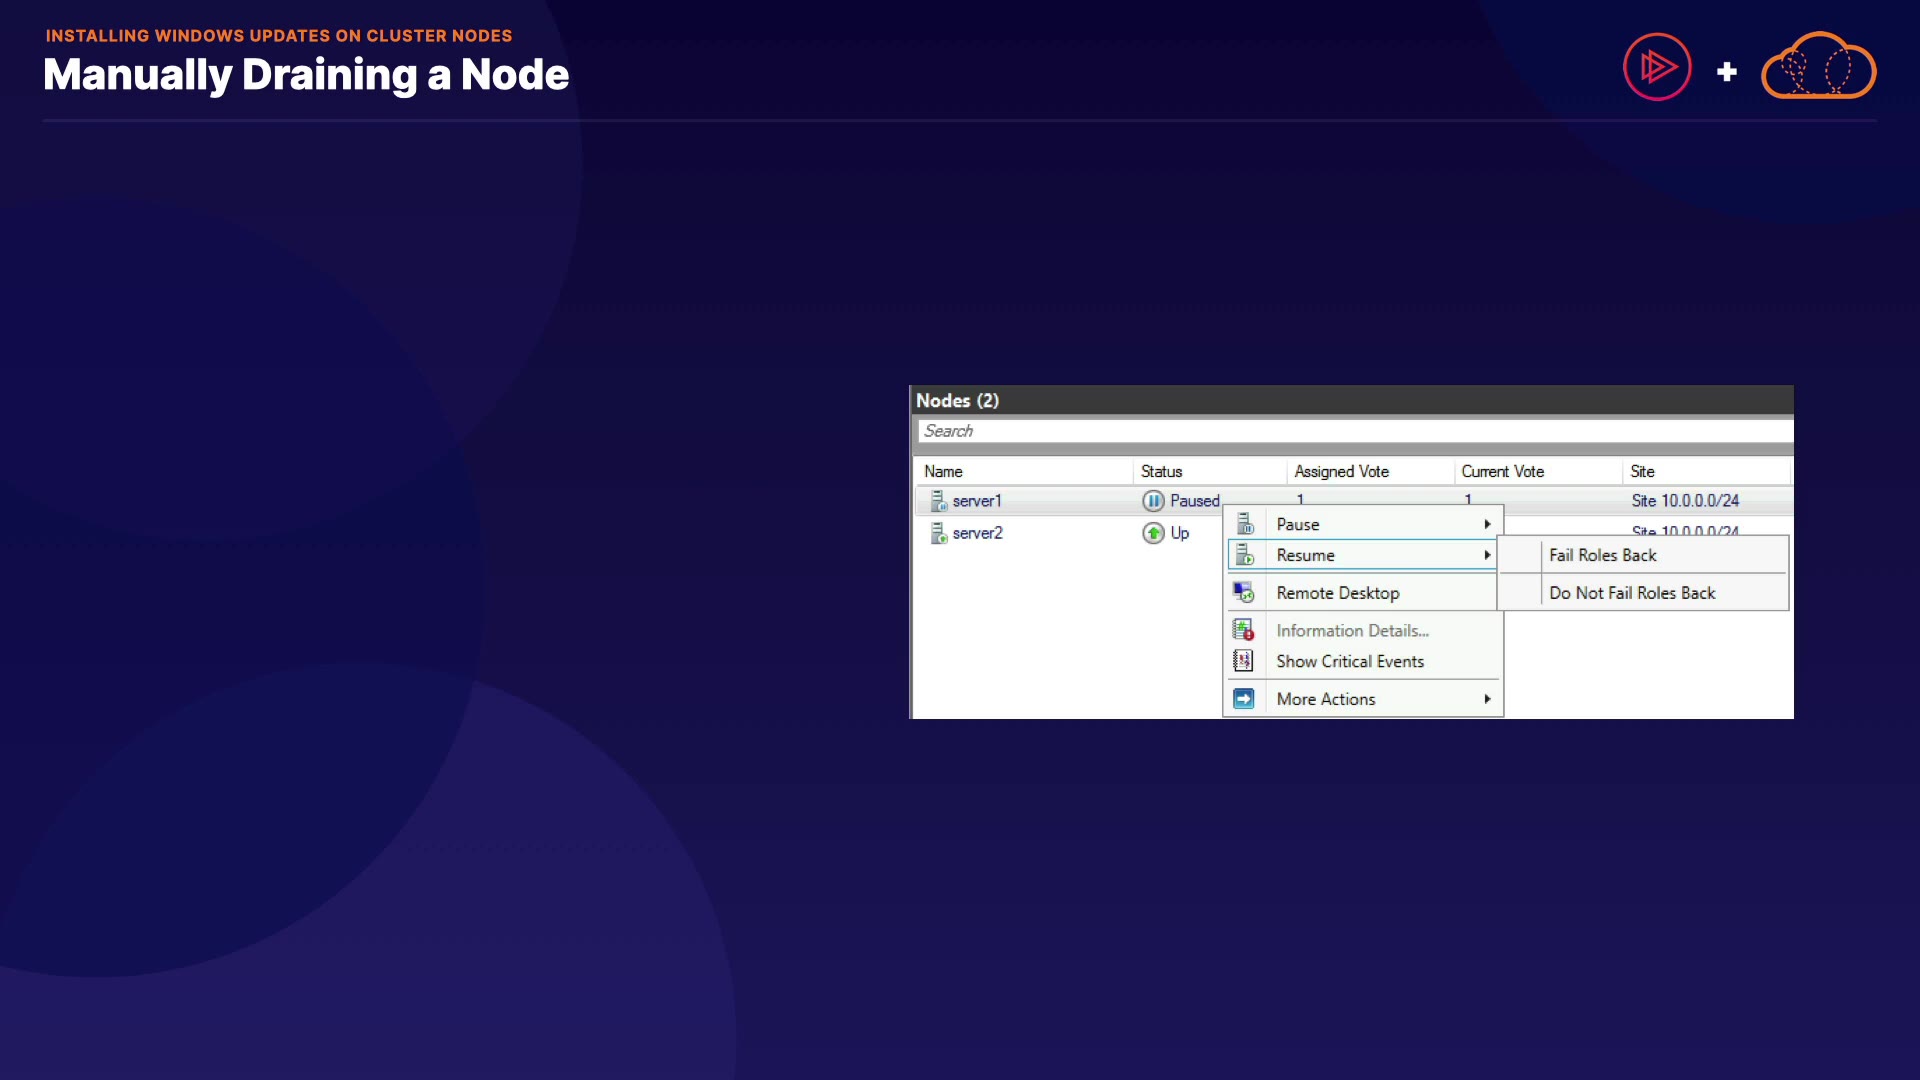 INSTALLING WINDOWS UPDATES ON CLUSTER NODES
Manually Draining a Node
Nodes (2)
Search
Name Status Assigned Vote Current Vote Site
server1 Paused 1 1 Site 10.0.0.0/24
server2 Up Site 10.0.0.0/24
Pause
Resume
Fail Roles Back
Do Not Fail Roles Back
Remote Desktop
Information Details...
Show Critical Events
More Actions